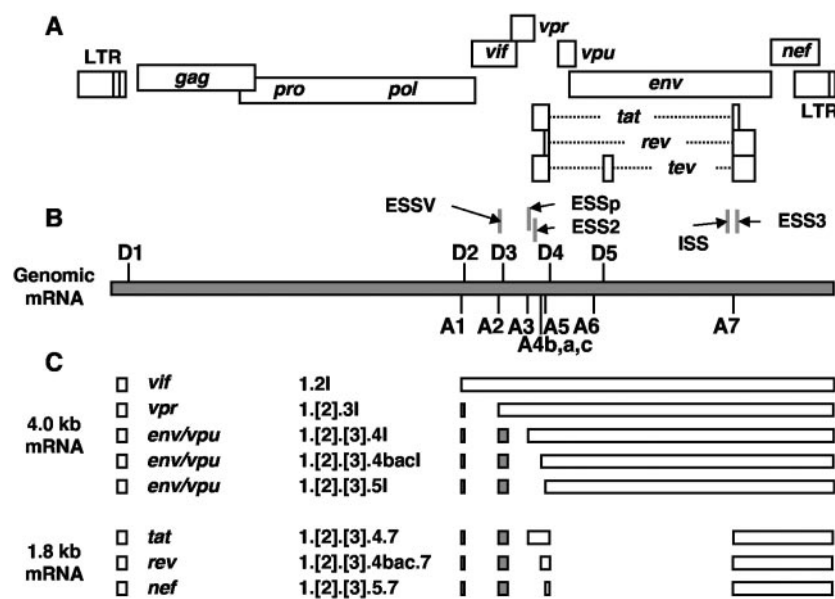 A
vpr
LTR
vif
vpu
nef
gag
env
pro
pol
LTR
tat
rev
tev
B
ESSV
ESSp
ESS2
ISS
ESS3
D1
D2
D3
D4
D5
Genomic
mRNA
A1
A2
A3
A5
A6
A7
A4b,a,c
C
4.0 kb
mRNA
vif 1.2I
vpr 1.[2].3I
env/vpu 1.[2].[3].4I
env/vpu 1.[2].[3].4bacI
env/vpu 1.[2].[3].5I
1.8 kb
mRNA
tat 1.[2].[3].4.7
rev 1.[2].[3].4bac.7
nef 1.[2].[3].5.7